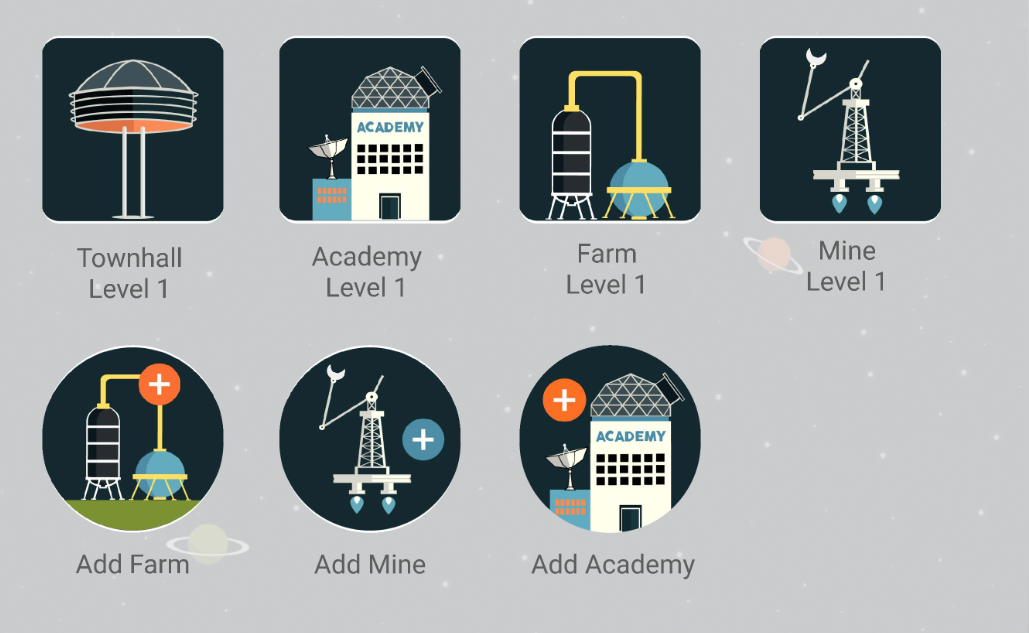 ACADEMY
Townhall
Level 1
Academy
Level 1
Farm
Level 1
Mine
Level 1
ACADEMY
Add Farm
Add Mine
Add Academy